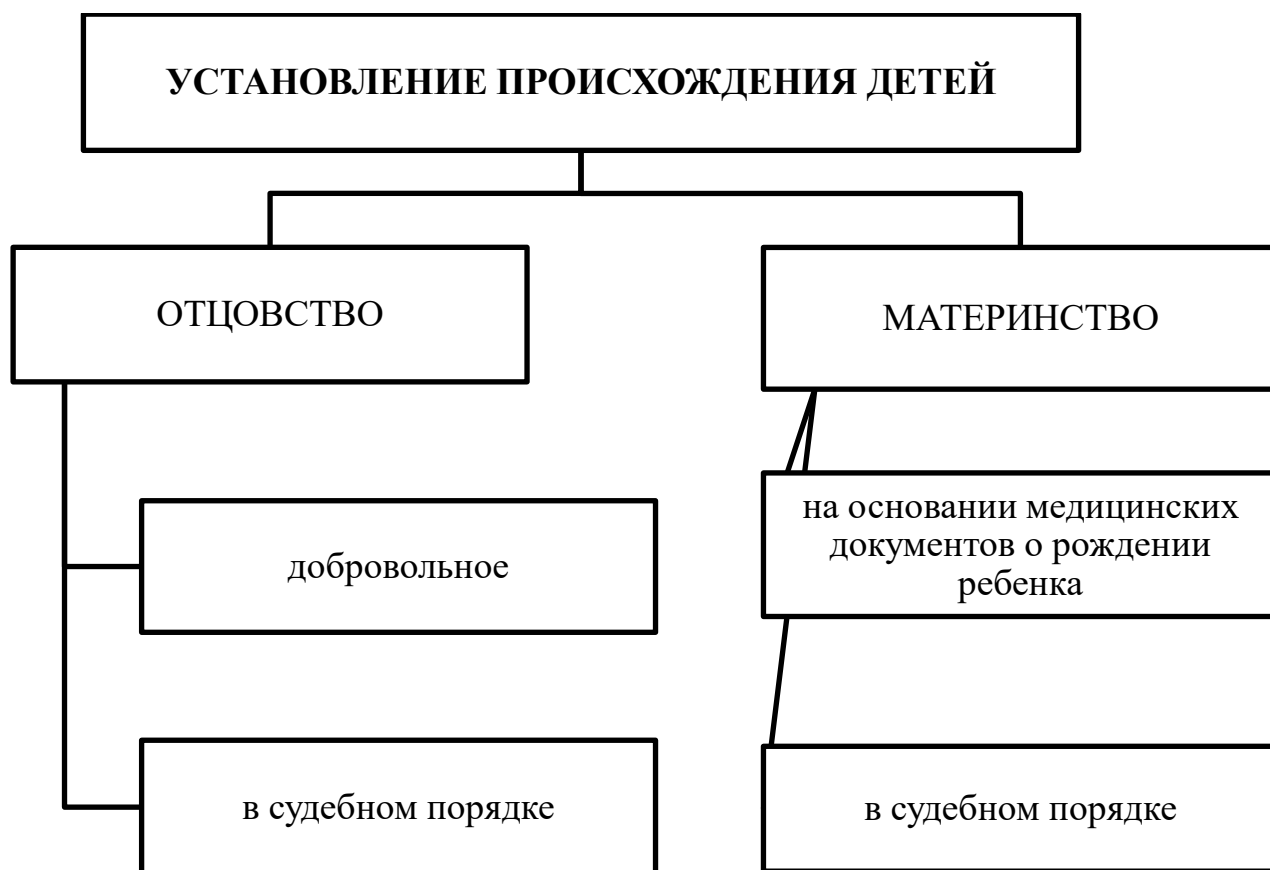 УСТАНОВЛЕНИЕ ПРОИСХОЖДЕНИЯ ДЕТЕЙ
ОТЦОВСТВО
добровольное
в судебном порядке
МАТЕРИНСТВО
на основании медицинских
документов о рождении
ребенка
в судебном порядке